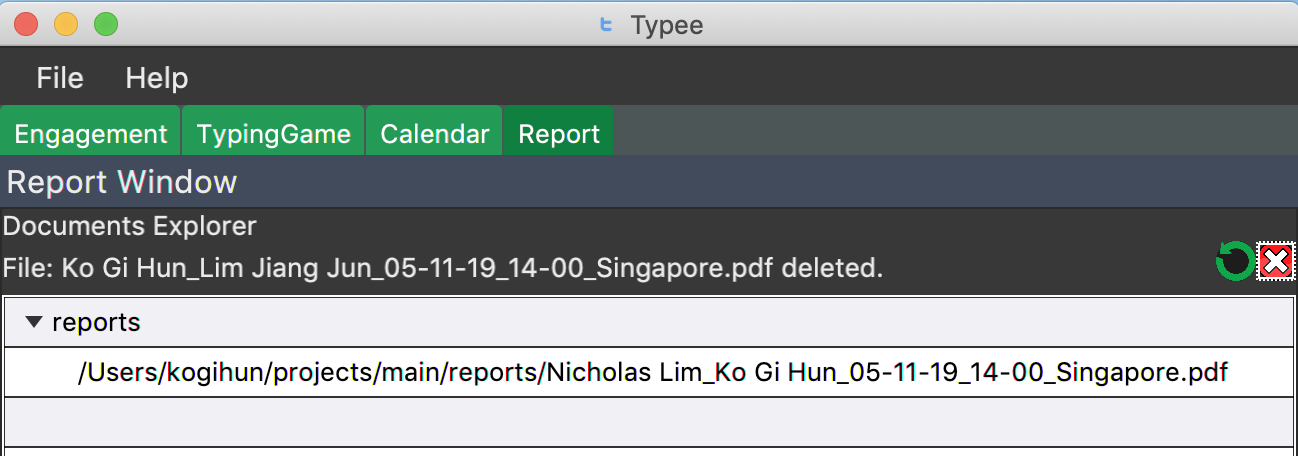 Typee
File Help
Engagement TypingGame Calendar Report
Report Window
Documents Explorer
File: Ko Gi Hun_Lim Jiang Jun_05-11-19_14-00_Singapore.pdf deleted.
reports
/Users/kogihun/projects/main/reports/Nicholas Lim_Ko Gi Hun_05-11-19_14-00_Singapore.pdf